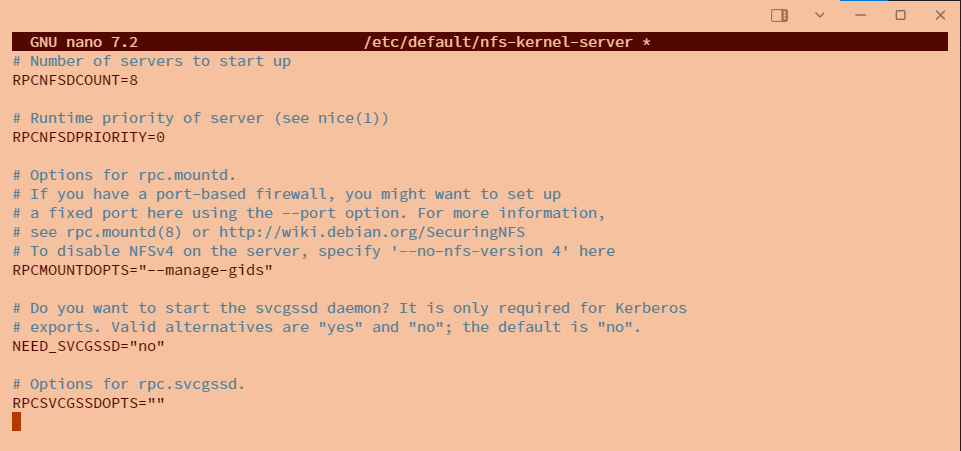 GNU nano 7.2 /etc/default/nfs-kernel-server *
# Number of servers to start up
RPCNFSDCOUNT=8
# Runtime priority of server (see nice(1))
RPCNFSDPRIORITY=0
# Options for rpc.mountd.
# If you have a port-based firewall, you might want to set up
# a fixed port here using the --port option. For more information,
# see rpc.mountd(8) or http://wiki.debian.org/SecuringNFS
# To disable NFSv4 on the server, specify '--no-nfs-version 4' here
RPCMOUNTDOPTS="--manage-gids"
# Do you want to start the svcgssd daemon? It is only required for Kerberos
# exports. Valid alternatives are "yes" and "no"; the default is "no".
NEED_SVCGSSD="no"
# Options for rpc.svcgssd.
RPCSVCGSSDOPTS=""